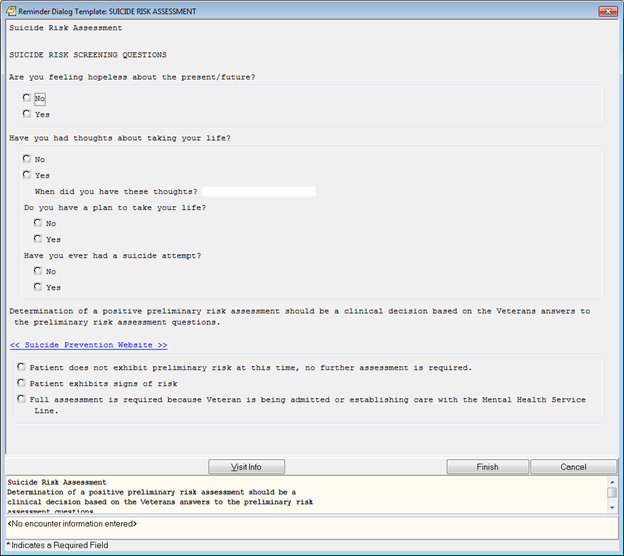 Reminder Dialog Template: SUICIDE RISK ASSESSMENT
Suicide Risk Assessment
SUICIDE RISK SCREENING QUESTIONS
Are you feeling hopeless about the present/future?
No
Yes
Have you had thoughts about taking your life?
No
Yes
When did you have these thoughts?
Do you have a plan to take your life?
No
Yes
Have you ever had a suicide attempt?
No
Yes
Determination of a positive preliminary risk assessment should be a clinical decision based on the Veterans answers to
the preliminary risk assessment questions.
<< Suicide Prevention Website >>
Patient does not exhibit preliminary risk at this time, no further assessment is required.
Patient exhibits signs of risk
Full assessment is required because Veteran is being admitted or establishing care with the Mental Health Service
Line.
Visit Info Finish Cancel
Suicide Risk Assessment
Determination of a positive preliminary risk assessment should be a
clinical decision based on the Veterans answers to the preliminary risk
assessment questions
<No encounter information entered>
* Indicates a Required Field